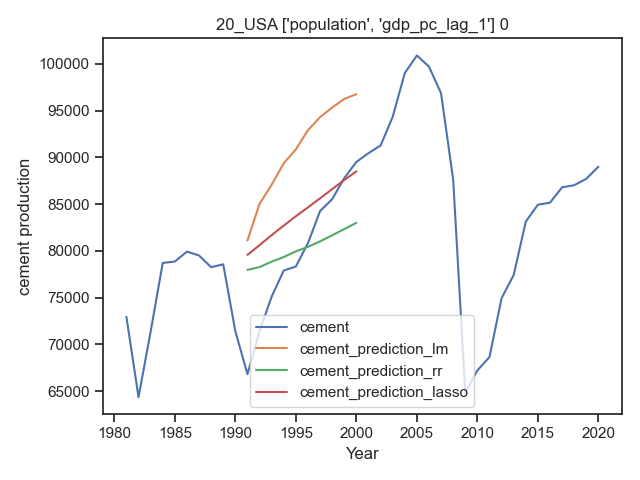 20_USA ['population', 'gdp_pc_lag_1'] 0
cement production
100000
95000
90000
85000
80000
75000
70000
65000
cement
cement_prediction_lm
cement_prediction_rr
cement_prediction_lasso
1980 1985 1990 1995 2000 2005 2010 2015 2020
Year